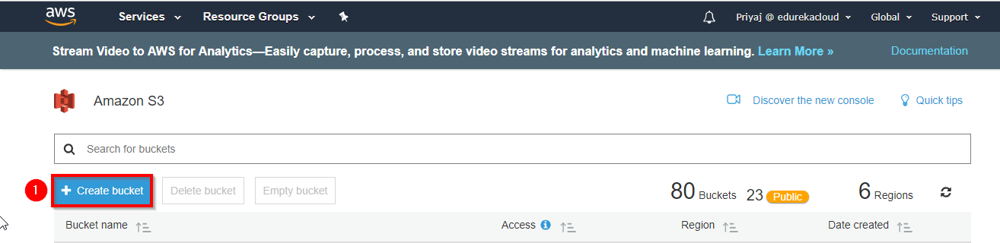 aws Services Resource Groups Priyaj @ edurekacloud Global Support
Stream Video to AWS for Analytics—Easily capture, process, and store video streams for analytics and machine learning. Learn More » Documentation
Amazon S3 Discover the new console Quick tips
Search for buckets
1 + Create bucket Delete bucket Empty bucket 80 Buckets 23 Public 6 Regions
Bucket name Access Region Date created